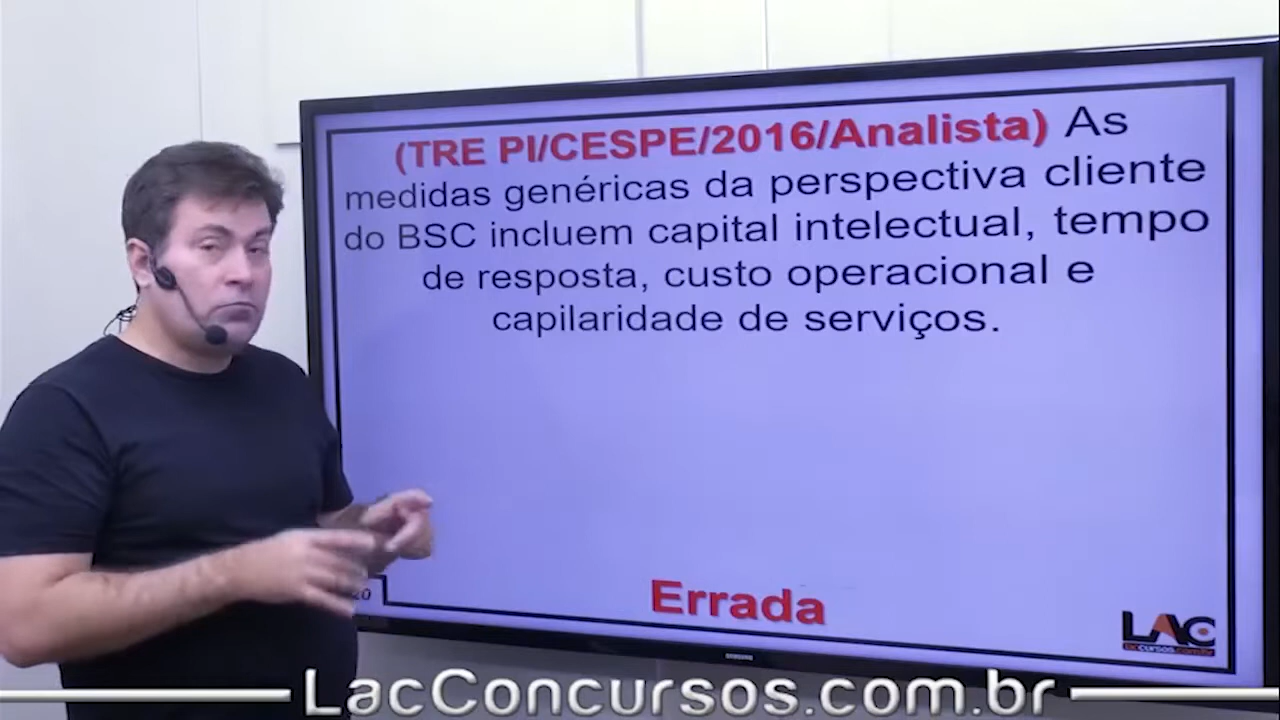 (TRE PI/CESPE/2016/Analista) As
medidas genéricas da perspectiva cliente
do BSC incluem capital intelectual, tempo
de resposta, custo operacional e
capilaridade de serviços.
Errada
LAC
LacConcursos.com.br